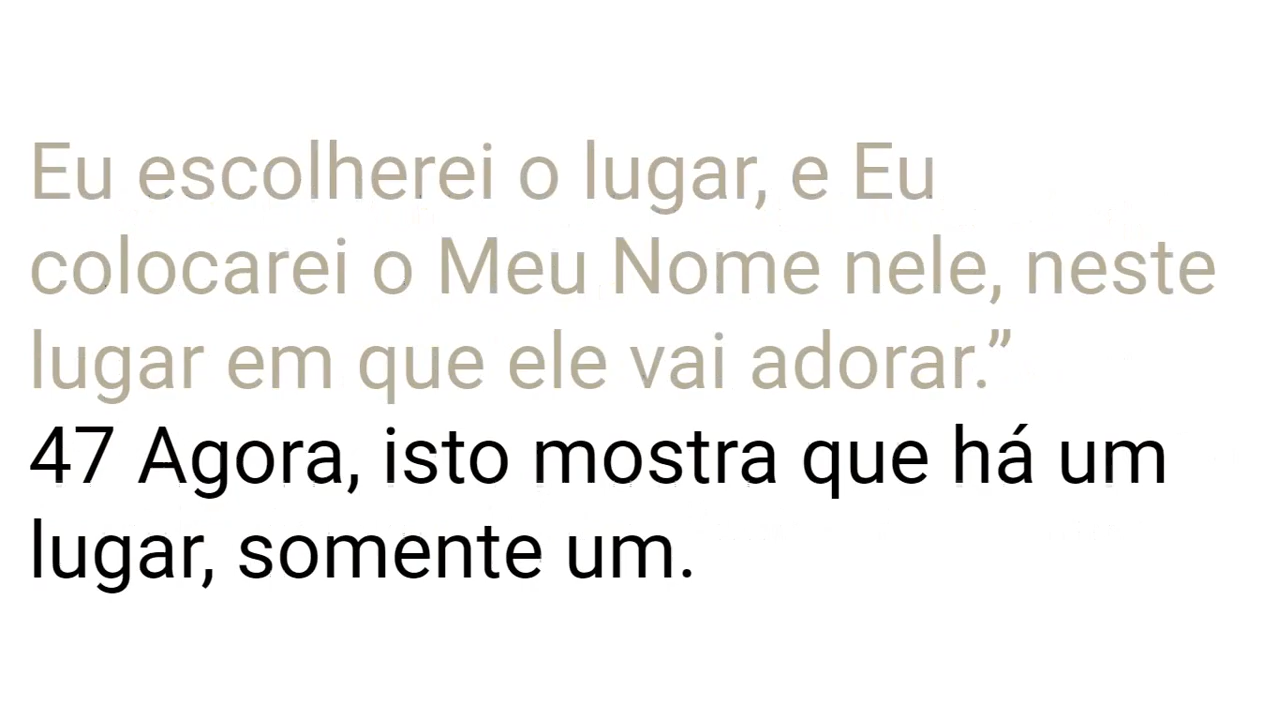 Eu escolherei o lugar, e Eu
colocarei o Meu Nome nele, neste
lugar em que ele vai adorar.”
47 Agora, isto mostra que há um
lugar, somente um.